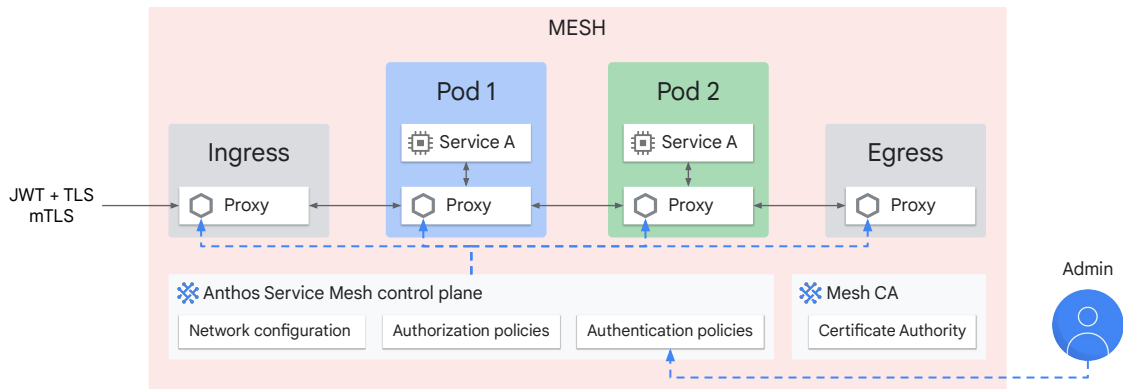 MESH
Pod 1
Pod 2
Service A
Service A
Ingress
Egress
JWT + TLS
mTLS
Proxy
Proxy
Proxy
Proxy
Admin
Anthos Service Mesh control plane
Mesh CA
Network configuration
Authorization policies
Authentication policies
Certificate Authority